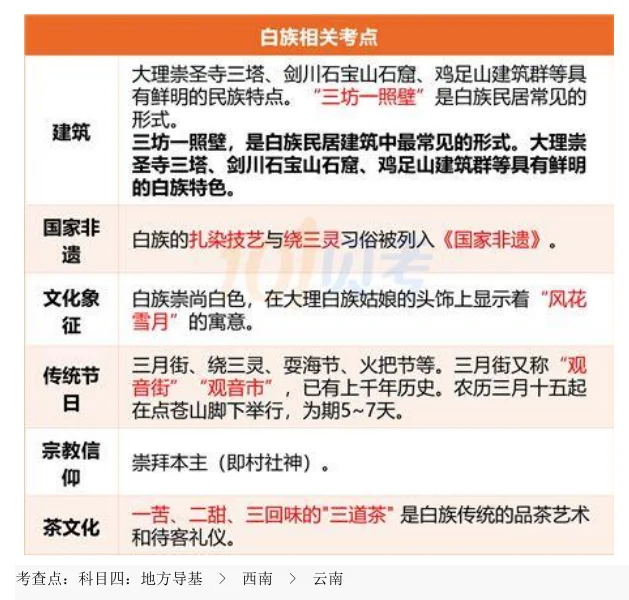 白族相关考点
建筑
大理崇圣寺三塔、剑川石宝山石窟、鸡足山建筑群等具
有鲜明的民族特点。“三坊一照壁”是白族民居常见的
形式。
三坊一照壁，是白族民居建筑中最常见的形式。大理崇
圣寺三塔、剑川石宝山石窟、鸡足山建筑群等具有鲜明
的白族特色。
国家非
遗
白族的扎染技艺与绕三灵习俗被列入《国家非遗》。
文化象
征
白族崇尚白色，在大理白族姑娘的头饰上显示着“风花
雪月”的寓意。
传统节
日
三月街、绕三灵、耍海节、火把节等。三月街又称“观
音街”“观音市”，已有上千年历史。农历三月十五起
在点苍山脚下举行，为期5~7天。
宗教信
仰
崇拜本主（即村社神）。
茶文化
一苦、二甜、三回味的"三道茶" 是白族传统的品茶艺术
和待客礼仪。
考查点：科目四：地方导基 > 西南 > 云南